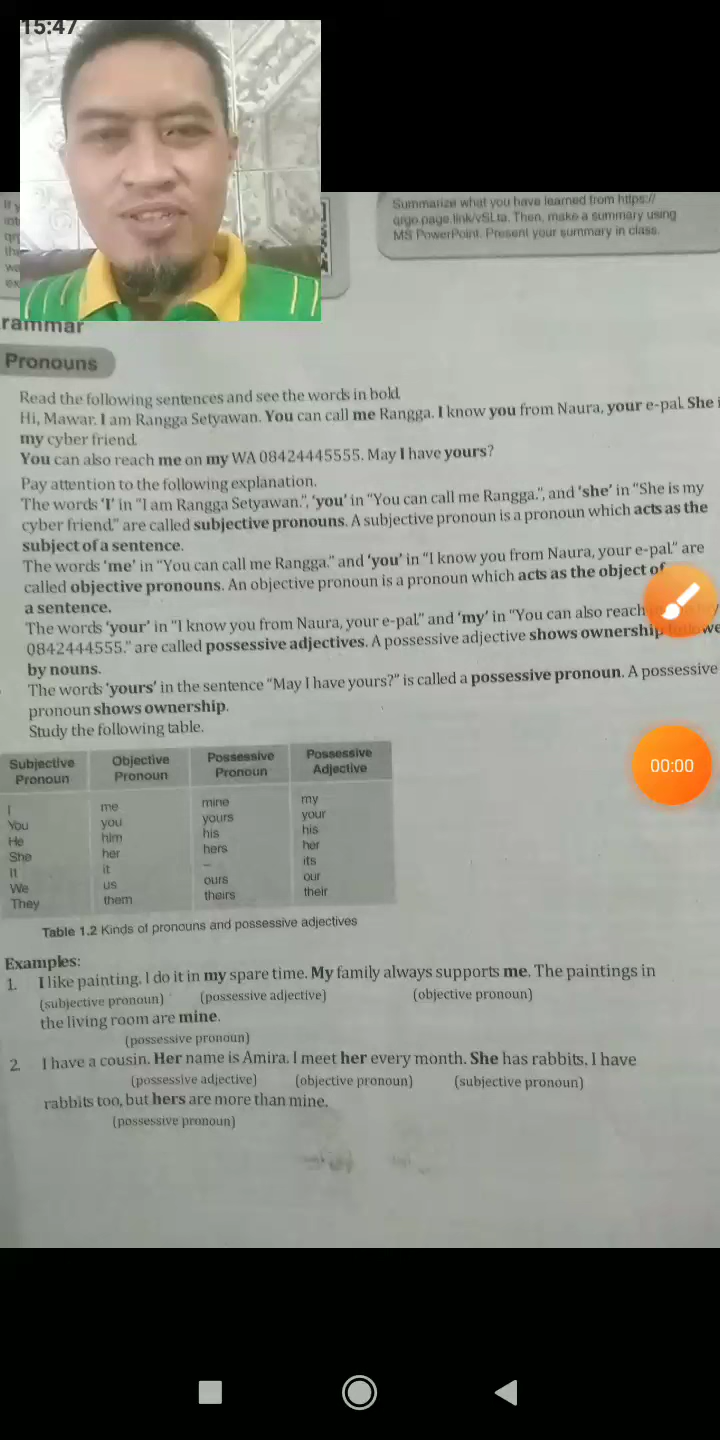 15:47
Summarize what you have learned from https://
qrgo.page.link/vSLta. Then, make a summary using
MS PowerPoint. Present your summary in class.
rammar
Pronouns
Read the following sentences and see the words in bold.
Hi, Mawar. I am Rangga Setyawan. You can call me Rangga. I know you from Naura, your e-pal. She i
my cyber friend.
You can also reach me on my WA 08424445555. May I have yours?
Pay attention to the following explanation.
The words 'I' in "I am Rangga Setyawan.", 'you' in "You can call me Rangga.", and 'she' in "She is my
cyber friend." are called subjective pronouns. A subjective pronoun is a pronoun which acts as the
subject of a sentence.
The words 'me' in "You can call me Rangga." and 'you' in "I know you from Naura, your e-pal." are
called objective pronouns. An objective pronoun is a pronoun which acts as the object of
a sentence.
The words 'your' in "I know you from Naura, your e-pal." and 'my' in "You can also reach
0842444555." are called possessive adjectives. A possessive adjective shows ownership followe
by nouns.
The words 'yours' in the sentence "May I have yours?" is called a possessive pronoun. A possessive
pronoun shows ownership.
Study the following table.
00:00
Subjective Pronoun Objective Pronoun Possessive Pronoun Possessive Adjective
I me mine my
You you yours your
He him his his
She her hers her
It it – its
We us ours our
They them theirs their
Table 1.2 Kinds of pronouns and possessive adjectives
Examples:
1. I like painting. I do it in my spare time. My family always supports me. The paintings in
(subjective pronoun) (possessive adjective) (objective pronoun)
the living room are mine.
(possessive pronoun)
2. I have a cousin. Her name is Amira. I meet her every month. She has rabbits. I have
(possessive adjective) (objective pronoun) (subjective pronoun)
rabbits too, but hers are more than mine.
(possessive pronoun)